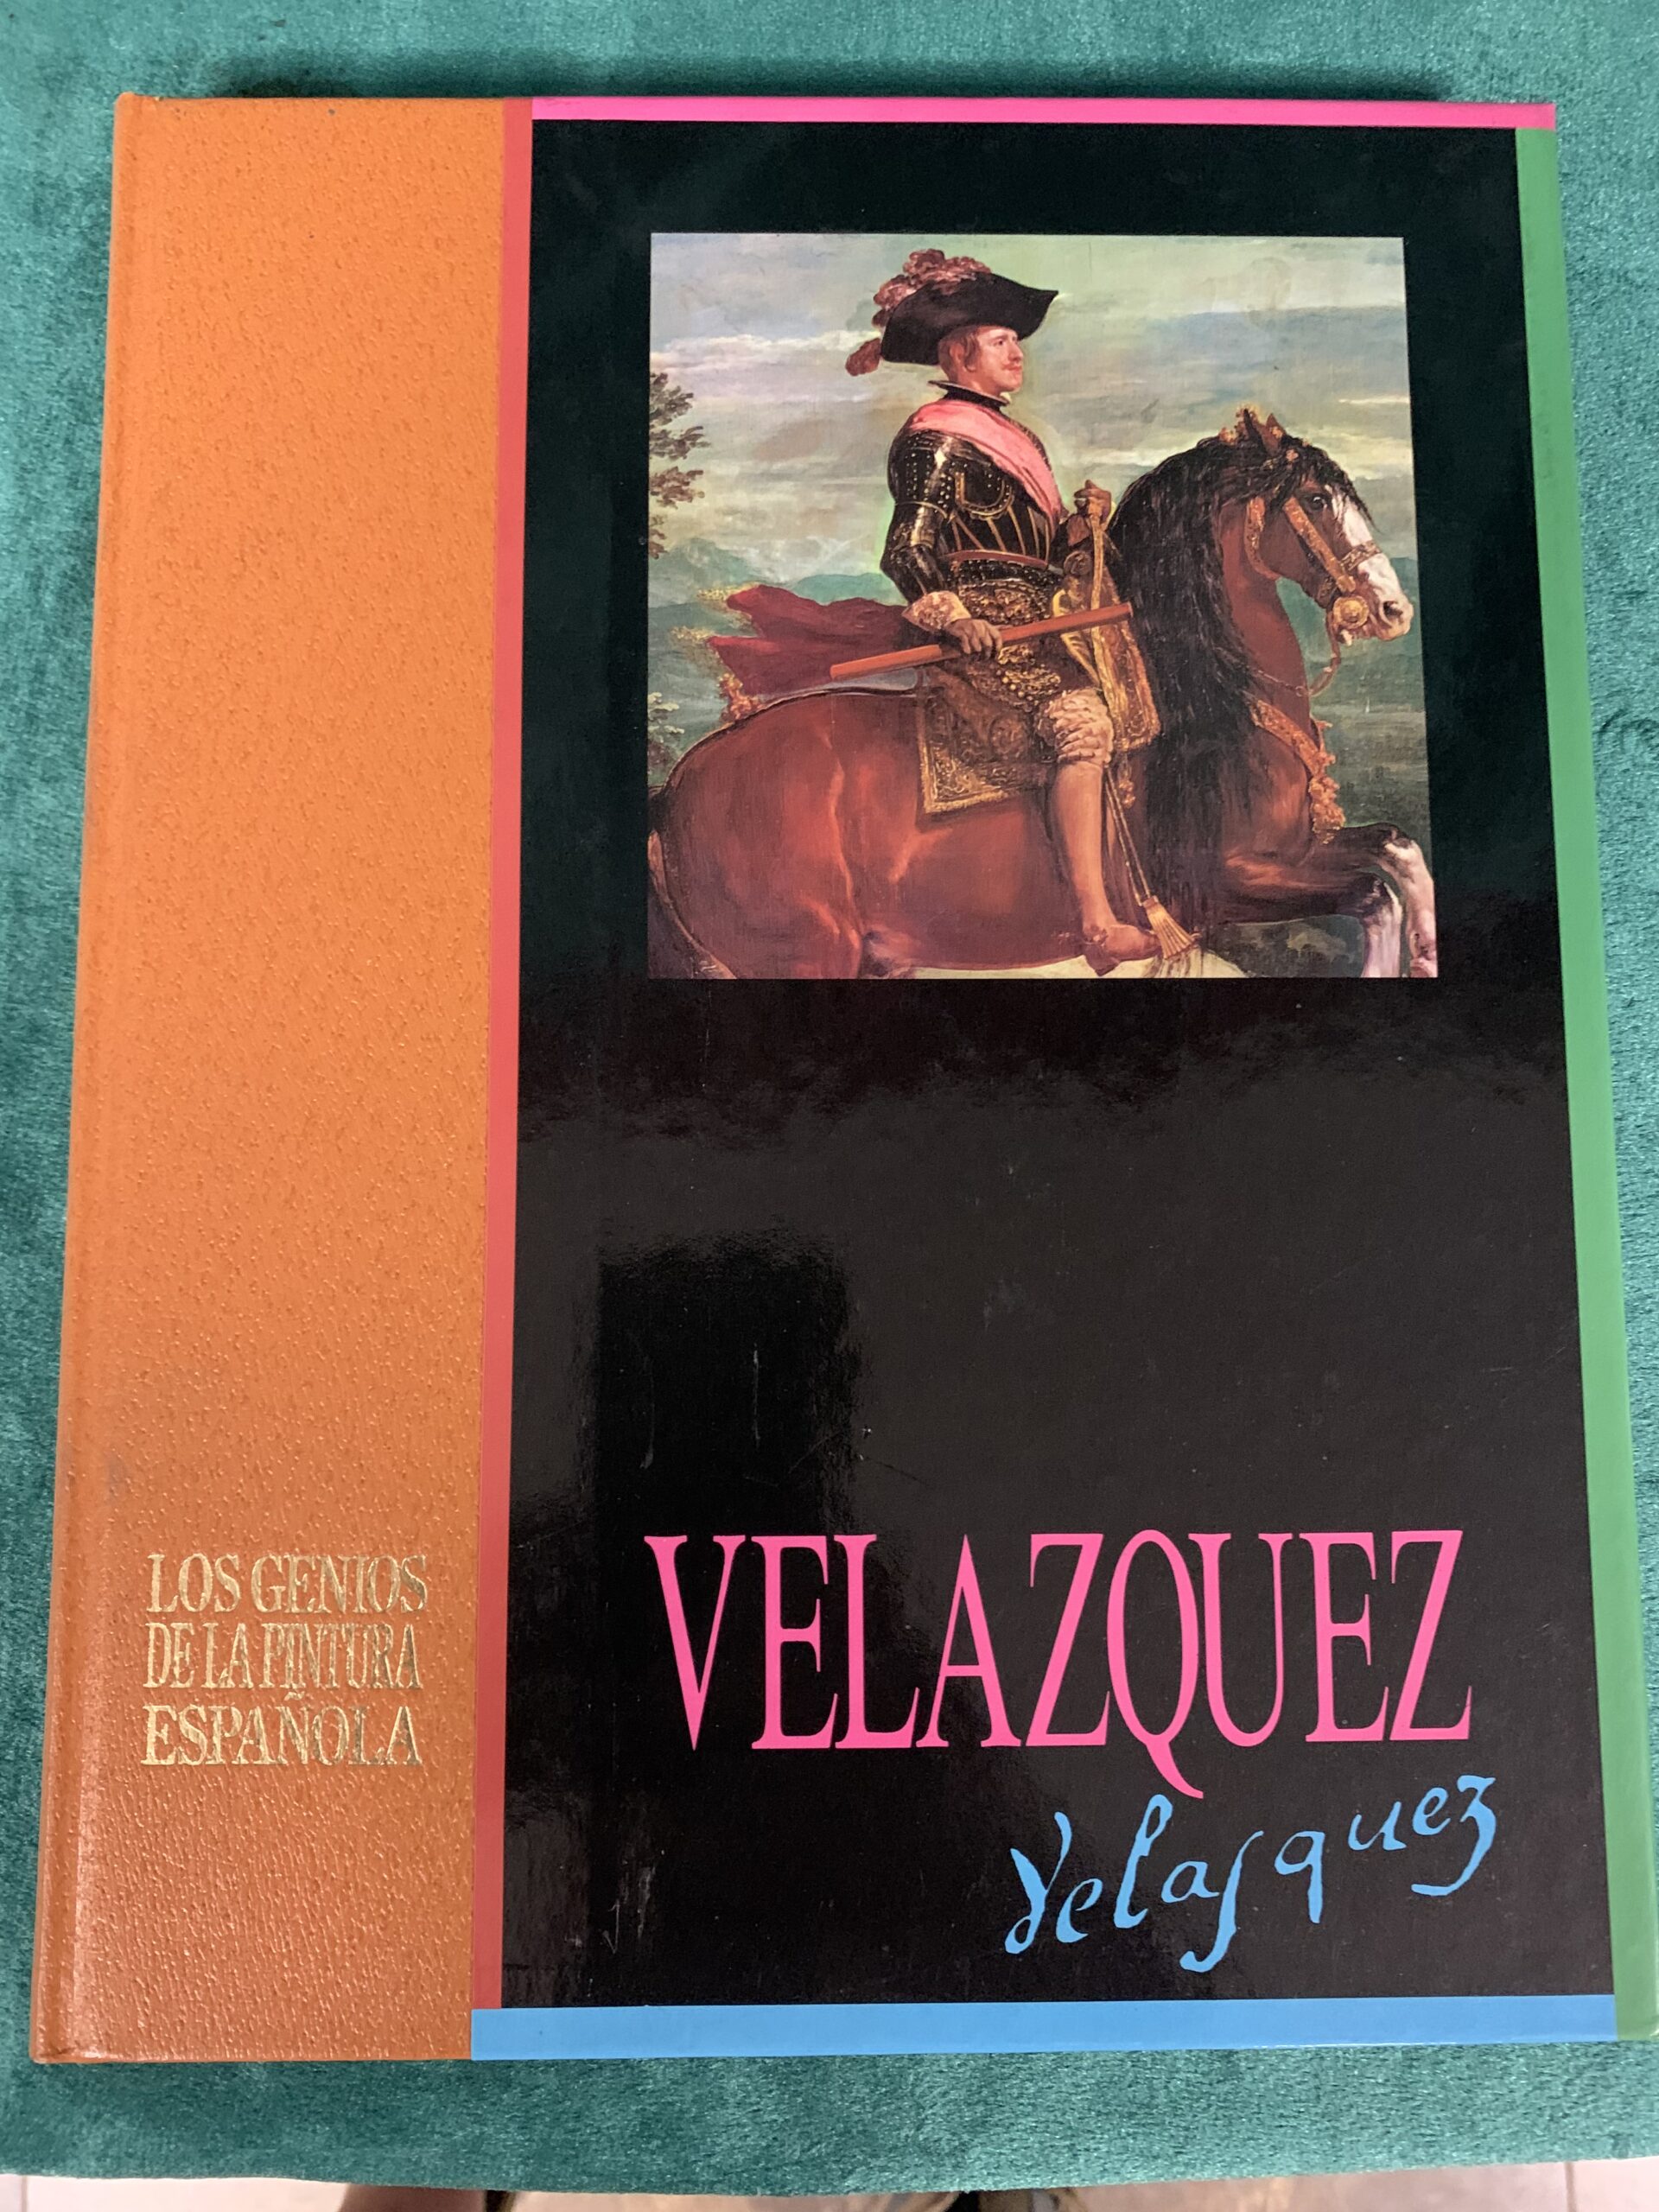 LOS GENIOS
DE LA PINTURA
ESPAÑOLA
VELAZQUEZ
Velasquez